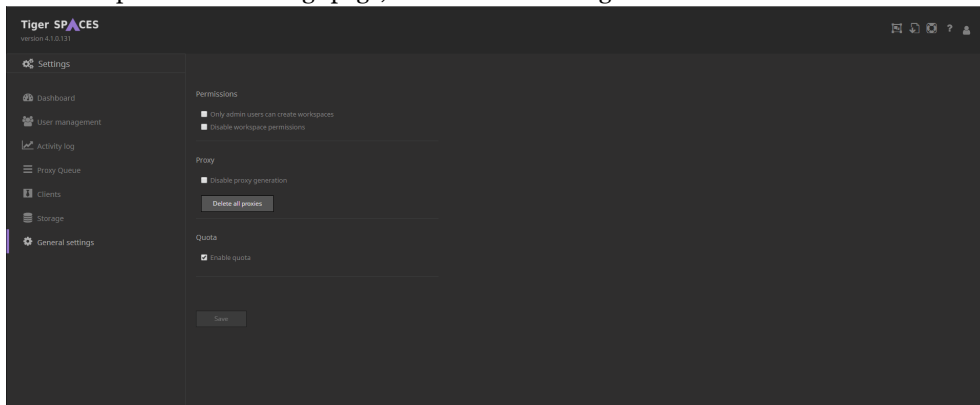 Tiger SPACES
version 4.1.0.131
Settings
Dashboard
User management
Activity log
Proxy Queue
Clients
Storage
General settings
Permissions
Only admin users can create workspaces
Disable workspace permissions
Proxy
Disable proxy generation
Delete all proxies
Quota
Enable quota
Save